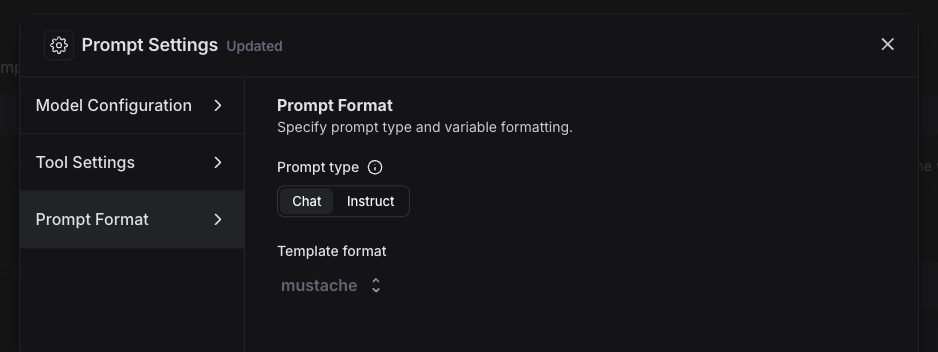 Prompt Settings Updated
Model Configuration
Tool Settings
Prompt Format
Prompt Format
Specify prompt type and variable formatting.
Prompt type
Chat Instruct
Template format
mustache